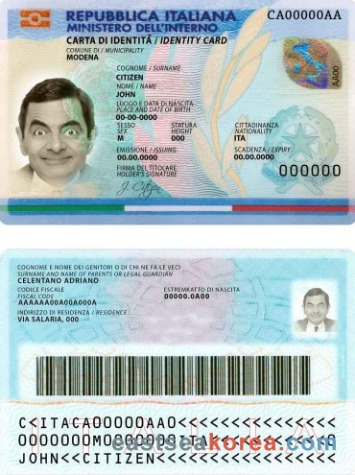 REPUBBLICA ITALIANA
CA00000AA
MINISTERO DELL'INTERNO
CARTA DI IDENTITÀ / IDENTITY CARD
COMUNE DI / MUNICIPALITY
MODENA
COGNOME / SURNAME
CITIZEN
NOME / NAME
JOHN
LUOGO E DATA DI NASCITA
PLACE AND DATE OF BIRTH
00-00-0000
SESSO STATURA CITTADINANZA
SEX HEIGHT NATIONALITY
M 000 ITA
EMISSIONE / ISSUING SCADENZA / EXPIRY
00.00.0000 00.00.0000
FIRMA DEL TITOLARE
HOLDER'S SIGNATURE
J. Citizen
000000
AA00
COGNOME E NOME DEI GENITORI O DI CHI NE FA LE VECI
SURNAME AND NAME OF PARENTS OR LEGAL GUARDIAN
CELENTANO ADRIANO
CODICE FISCALE ESTREMI ATTO DI NASCITA
FISCAL CODE 00000.0A00
AAAAAA00A00A000A
INDIRIZZO DI RESIDENZA / RESIDENCE
VIA SALARIA, 000
eastseakorea.com
JOHN<<CITIZEN<<<<<<<<<<<<<<<<<